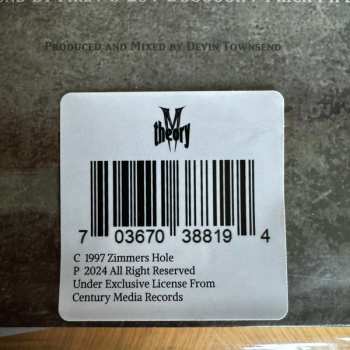 Produced and Mixed by Devin Townsend
M
theory
7 03670 38819 4
C 1997 Zimmers Hole
P 2024 All Right Reserved
Under Exclusive License From
Century Media Records